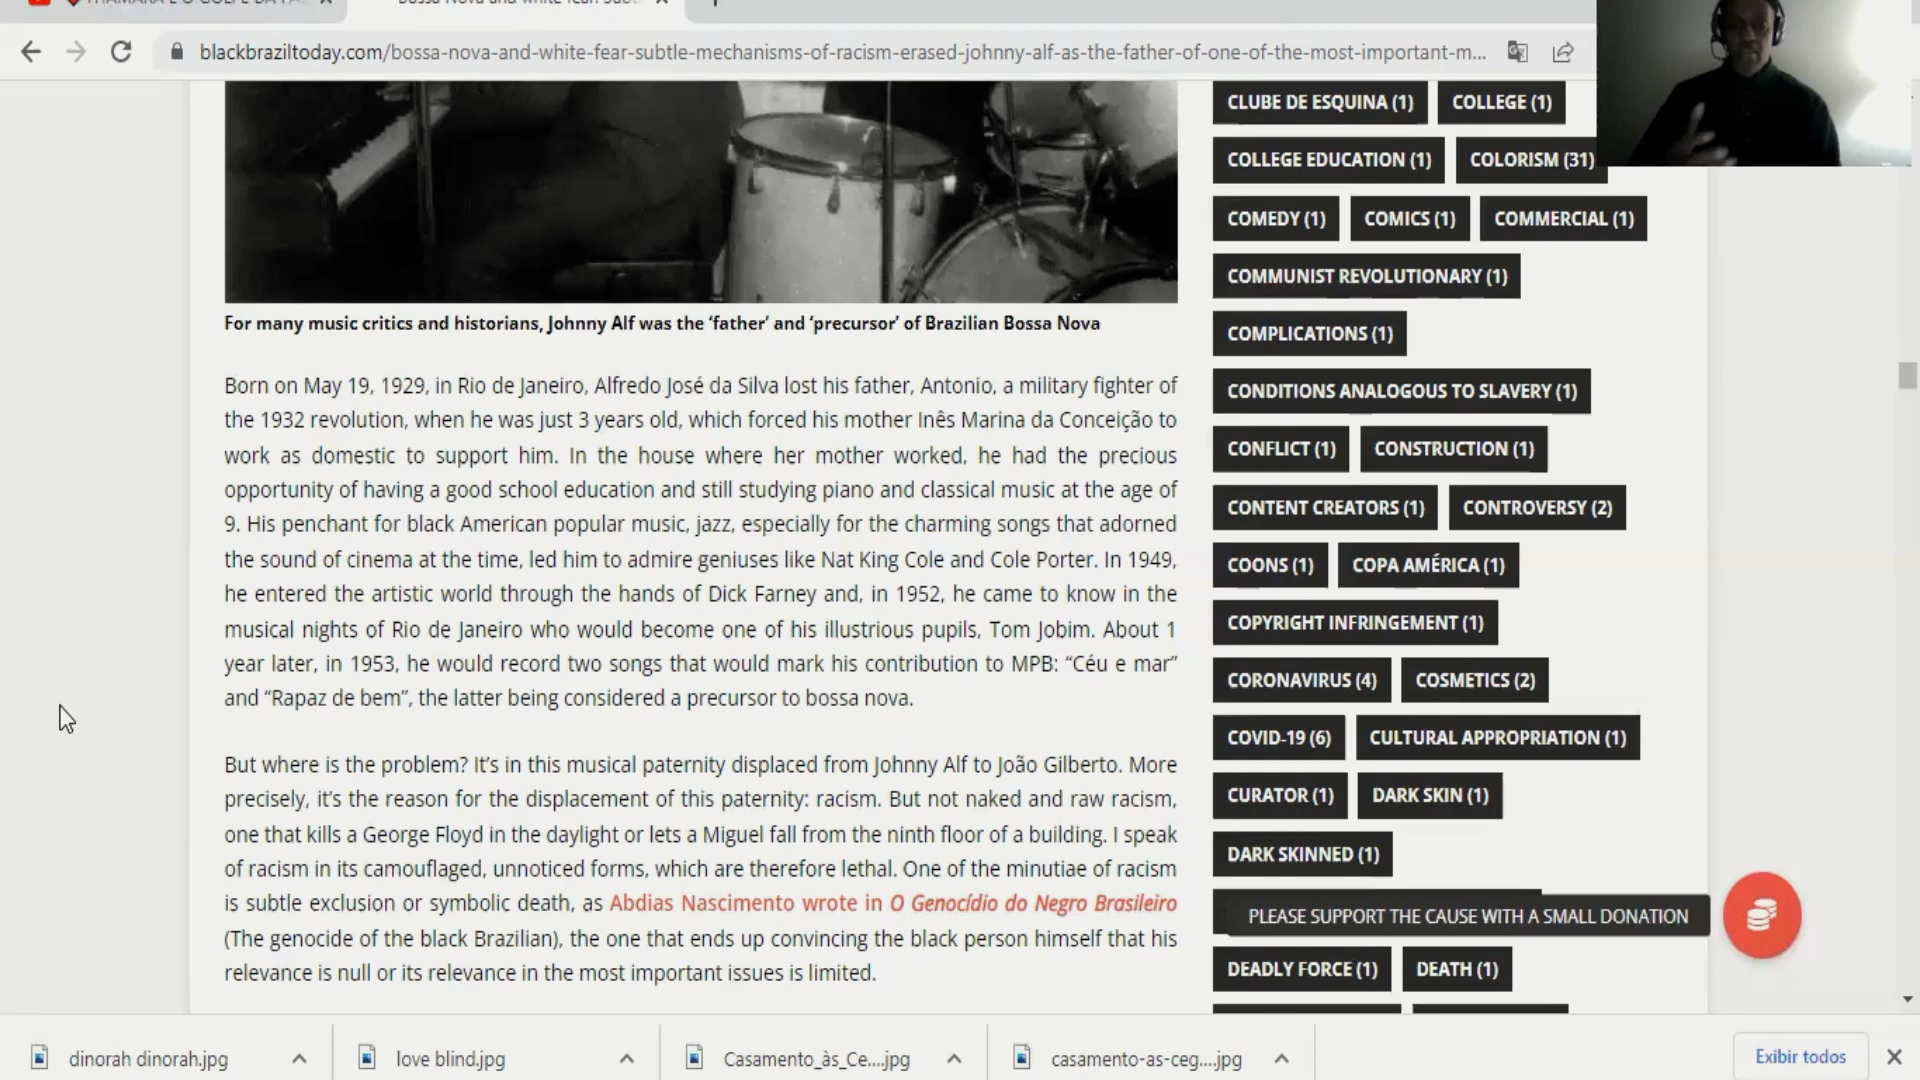 blackbraziltoday.com/bossa-nova-and-white-fear-subtle-mechanisms-of-racism-erased-johnny-alf-as-the-father-of-one-of-the-most-important-m...
For many music critics and historians, Johnny Alf was the ‘father’ and ‘precursor’ of Brazilian Bossa Nova
Born on May 19, 1929, in Rio de Janeiro, Alfredo José da Silva lost his father, Antonio, a military fighter of
the 1932 revolution, when he was just 3 years old, which forced his mother Inês Marina da Conceição to
work as domestic to support him. In the house where her mother worked, he had the precious
opportunity of having a good school education and still studying piano and classical music at the age of
9. His penchant for black American popular music, jazz, especially for the charming songs that adorned
the sound of cinema at the time, led him to admire geniuses like Nat King Cole and Cole Porter. In 1949,
he entered the artistic world through the hands of Dick Farney and, in 1952, he came to know in the
musical nights of Rio de Janeiro who would become one of his illustrious pupils, Tom Jobim. About 1
year later, in 1953, he would record two songs that would mark his contribution to MPB: “Céu e mar”
and “Rapaz de bem”, the latter being considered a precursor to bossa nova.
But where is the problem? It’s in this musical paternity displaced from Johnny Alf to João Gilberto. More
precisely, it’s the reason for the displacement of this paternity: racism. But not naked and raw racism,
one that kills a George Floyd in the daylight or lets a Miguel fall from the ninth floor of a building. I speak
of racism in its camouflaged, unnoticed forms, which are therefore lethal. One of the minutiae of racism
is subtle exclusion or symbolic death, as Abdias Nascimento wrote in O Genocídio do Negro Brasileiro
(The genocide of the black Brazilian), the one that ends up convincing the black person himself that his
relevance is null or its relevance in the most important issues is limited.
CLUBE DE ESQUINA (1) COLLEGE (1)
COLLEGE EDUCATION (1) COLORISM (31)
COMEDY (1) COMICS (1) COMMERCIAL (1)
COMMUNIST REVOLUTIONARY (1)
COMPLICATIONS (1)
CONDITIONS ANALOGOUS TO SLAVERY (1)
CONFLICT (1) CONSTRUCTION (1)
CONTENT CREATORS (1) CONTROVERSY (2)
COONS (1) COPA AMÉRICA (1)
COPYRIGHT INFRINGEMENT (1)
CORONAVIRUS (4) COSMETICS (2)
COVID-19 (6) CULTURAL APPROPRIATION (1)
CURATOR (1) DARK SKIN (1)
DARK SKINNED (1)
PLEASE SUPPORT THE CAUSE WITH A SMALL DONATION
DEADLY FORCE (1) DEATH (1)
dinorah dinorah.jpg love blind.jpg Casamento_às_Ce....jpg casamento-as-ceg....jpg Exibir todos